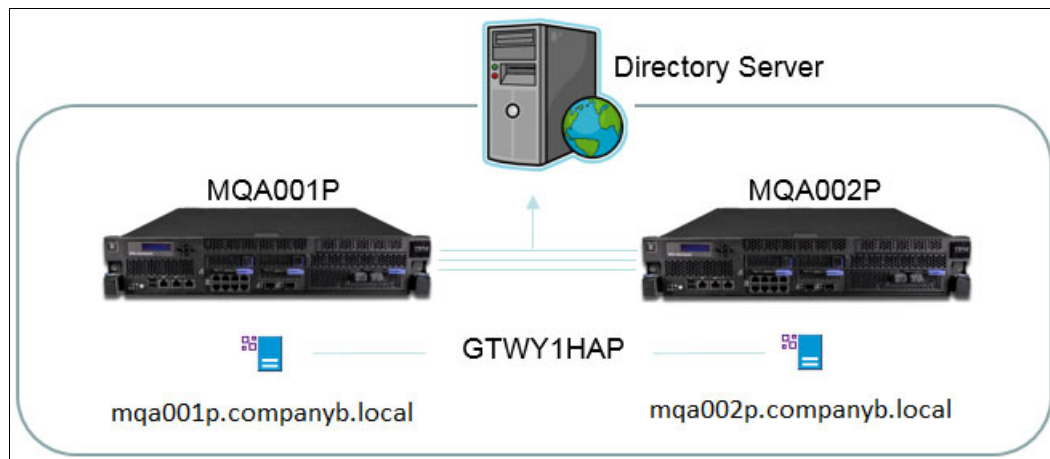 Directory Server
MQA001P
MQA002P
GTWY1HAP
mqa001p.companyb.local
mqa002p.companyb.local